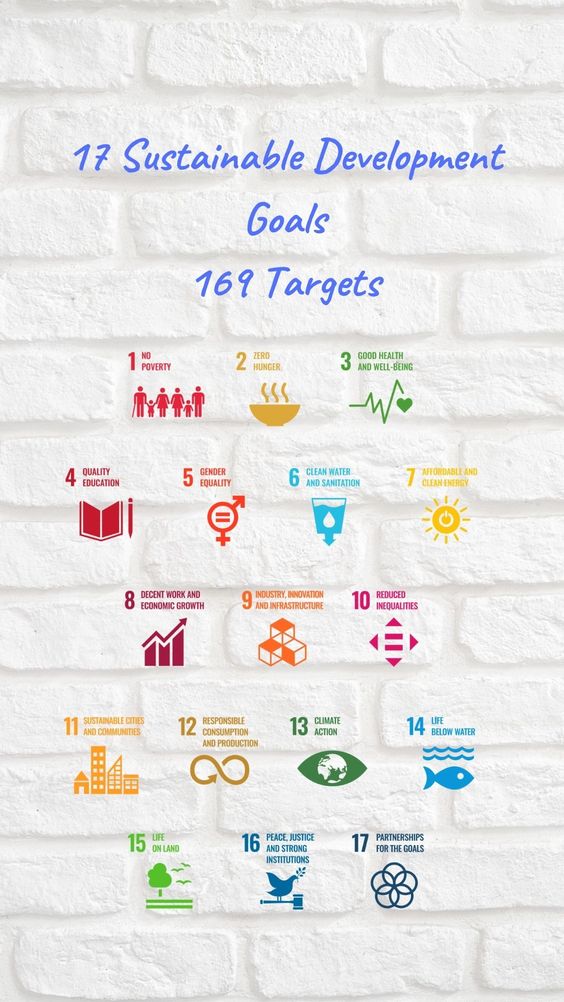 17 Sustainable Development
Goals
169 Targets
1 NO
POVERTY
2 ZERO
HUNGER
3 GOOD HEALTH
AND WELL-BEING
4 QUALITY
EDUCATION
5 GENDER
EQUALITY
6 CLEAN WATER
AND SANITATION
7 AFFORDABLE AND
CLEAN ENERGY
8 DECENT WORK AND
ECONOMIC GROWTH
9 INDUSTRY, INNOVATION
AND INFRASTRUCTURE
10 REDUCED
INEQUALITIES
11 SUSTAINABLE CITIES
AND COMMUNITIES
12 RESPONSIBLE
CONSUMPTION
AND PRODUCTION
13 CLIMATE
ACTION
14 LIFE
BELOW WATER
15 LIFE
ON LAND
16 PEACE, JUSTICE
AND STRONG
INSTITUTIONS
17 PARTNERSHIPS
FOR THE GOALS